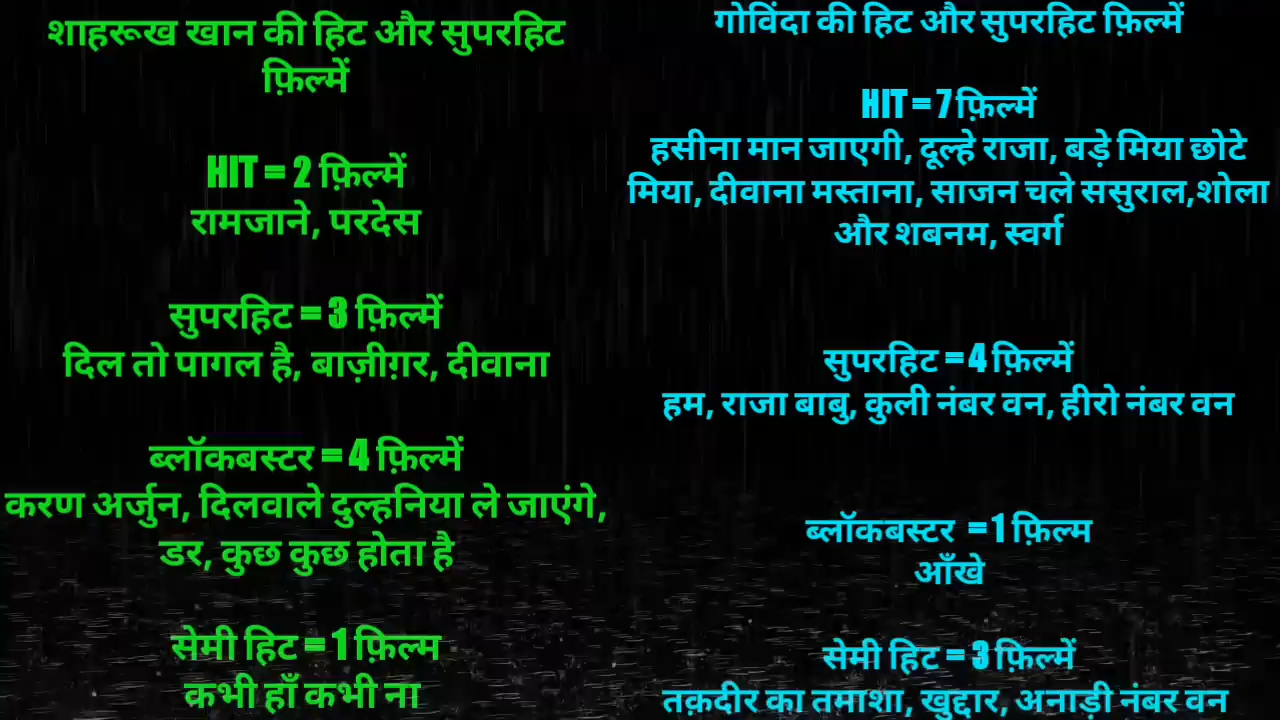 शाहरूख खान की हिट और सुपरहिट
फ़िल्में
HIT = 2 फ़िल्में
रामजाने, परदेस
सुपरहिट = 3 फ़िल्में
दिल तो पागल है, बाज़ीग़र, दीवाना
ब्लॉकबस्टर = 4 फ़िल्में
करण अर्जुन, दिलवाले दुल्हनिया ले जाएंगे,
डर, कुछ कुछ होता है
सेमी हिट = 1 फ़िल्म
कभी हाँ कभी ना
गोविंदा की हिट और सुपरहिट फ़िल्में
HIT = 7 फ़िल्में
हसीना मान जाएगी, दूल्हे राजा, बड़े मिया छोटे
मिया, दीवाना मस्ताना, साजन चले ससुराल,शोला
और शबनम, स्वर्ग
सुपरहिट = 4 फ़िल्में
हम, राजा बाबु, कुली नंबर वन, हीरो नंबर वन
ब्लॉकबस्टर = 1 फ़िल्म
आँखे
सेमी हिट = 3 फ़िल्में
तक़दीर का तमाशा, खुद्दार, अनाड़ी नंबर वन